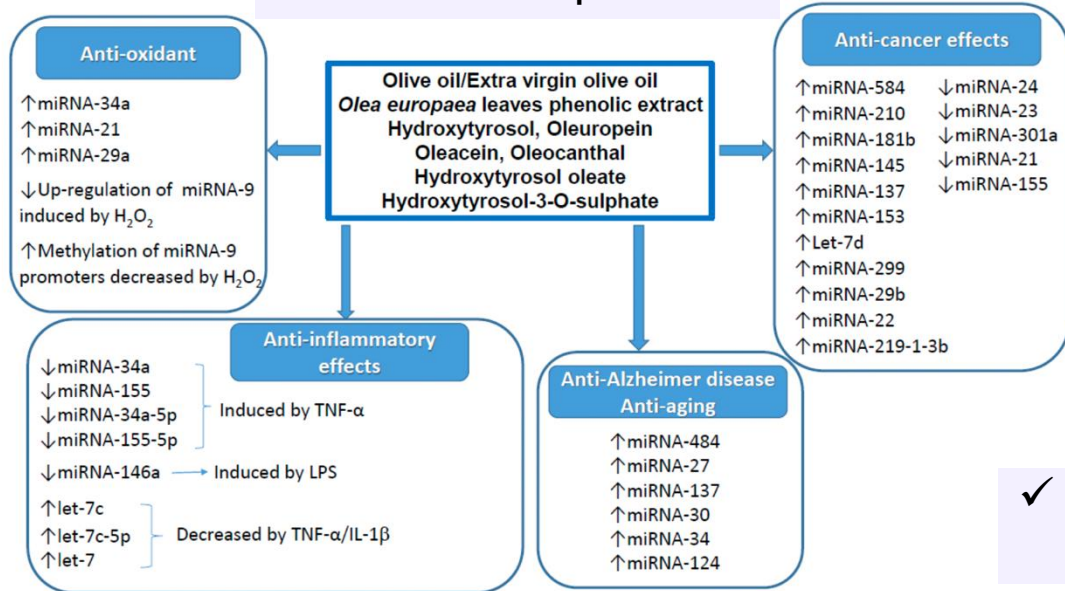 Anti-oxidant
↑miRNA-34a
↑miRNA-21
↑miRNA-29a
↓Up-regulation of miRNA-9
induced by H₂O₂
↑Methylation of miRNA-9
promoters decreased by H₂O₂
Olive oil/Extra virgin olive oil
Olea europaea leaves phenolic extract
Hydroxytyrosol, Oleuropein
Oleacein, Oleocanthal
Hydroxytyrosol oleate
Hydroxytyrosol-3-O-sulphate
Anti-cancer effects
↑miRNA-584 ↓miRNA-24
↑miRNA-210 ↓miRNA-23
↑miRNA-181b ↓miRNA-301a
↑miRNA-145 ↓miRNA-21
↑miRNA-137 ↓miRNA-155
↑miRNA-153
↑Let-7d
↑miRNA-299
↑miRNA-29b
↑miRNA-22
↑miRNA-219-1-3b
Anti-inflammatory
effects
↓miRNA-34a
↓miRNA-155
↓miRNA-34a-5p
↓miRNA-155-5p
Induced by TNF-α
↓miRNA-146a → Induced by LPS
↑let-7c
↑let-7c-5p
↑let-7
Decreased by TNF-α/IL-1β
Anti-Alzheimer disease
Anti-aging
↑miRNA-484
↑miRNA-27
↑miRNA-137
↑miRNA-30
↑miRNA-34
↑miRNA-124
✓